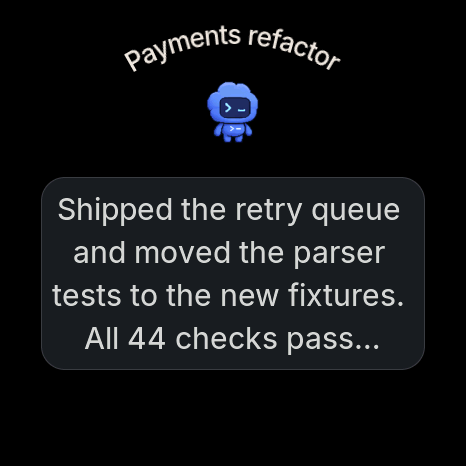 Payments refactor
Shipped the retry queue
and moved the parser
tests to the new fixtures.
All 44 checks pass...